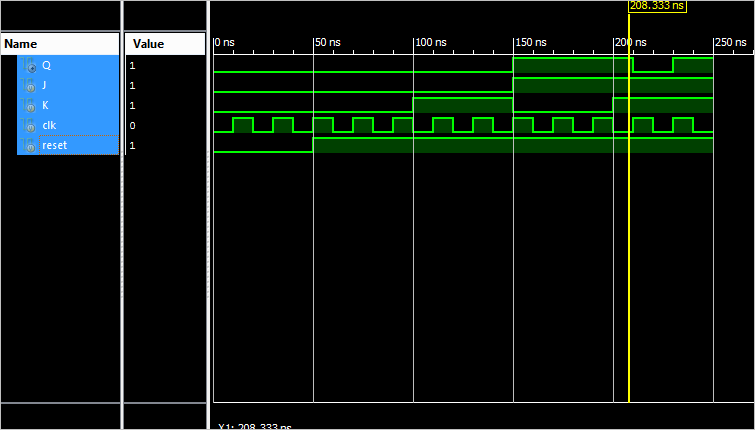 208.333 ns
Name Value 0 ns 50 ns 100 ns 150 ns 200 ns 250 ns
Q 1
J 1
K 1
clk 0
reset 1
X1: 208.333 ns